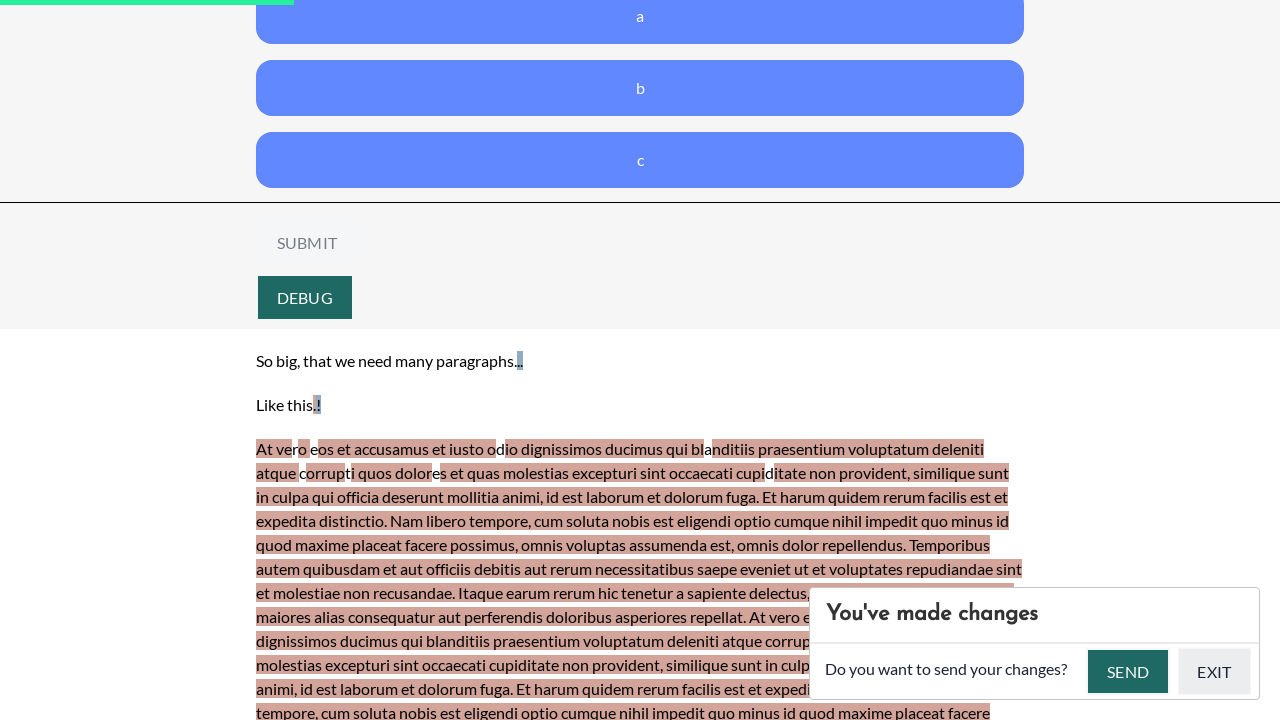 a
b
c
SUBMIT
DEBUG
So big, that we need many paragraphs...
Like this.!
At vero eos et accusamus et iusto odio dignissimos ducimus qui blanditiis praesentium voluptatum deleniti
atque corrupti quos dolores et quas molestias excepturi sint occaecati cupiditate non provident, similique sunt
in culpa qui officia deserunt mollitia animi, id est laborum et dolorum fuga. Et harum quidem rerum facilis est et
expedita distinctio. Nam libero tempore, cum soluta nobis est eligendi optio cumque nihil impedit quo minus id
quod maxime placeat facere possimus, omnis voluptas assumenda est, omnis dolor repellendus. Temporibus
autem quibusdam et aut officiis debitis aut rerum necessitatibus saepe eveniet ut et voluptates repudiandae sint
et molestiae non recusandae. Itaque earum rerum hic tenetur a sapiente delectus,
maiores alias consequatur aut perferendis doloribus asperiores repellat. At vero e
dignissimos ducimus qui blanditiis praesentium voluptatum deleniti atque corrup
molestias excepturi sint occaecati cupiditate non provident, similique sunt in culp
animi, id est laborum et dolorum fuga. Et harum quidem rerum facilis est et expedi
tempore, cum soluta nobis est eligendi optio cumque nihil impedit quo minus id quod maxime placeat facere
You've made changes
Do you want to send your changes?
SEND
EXIT